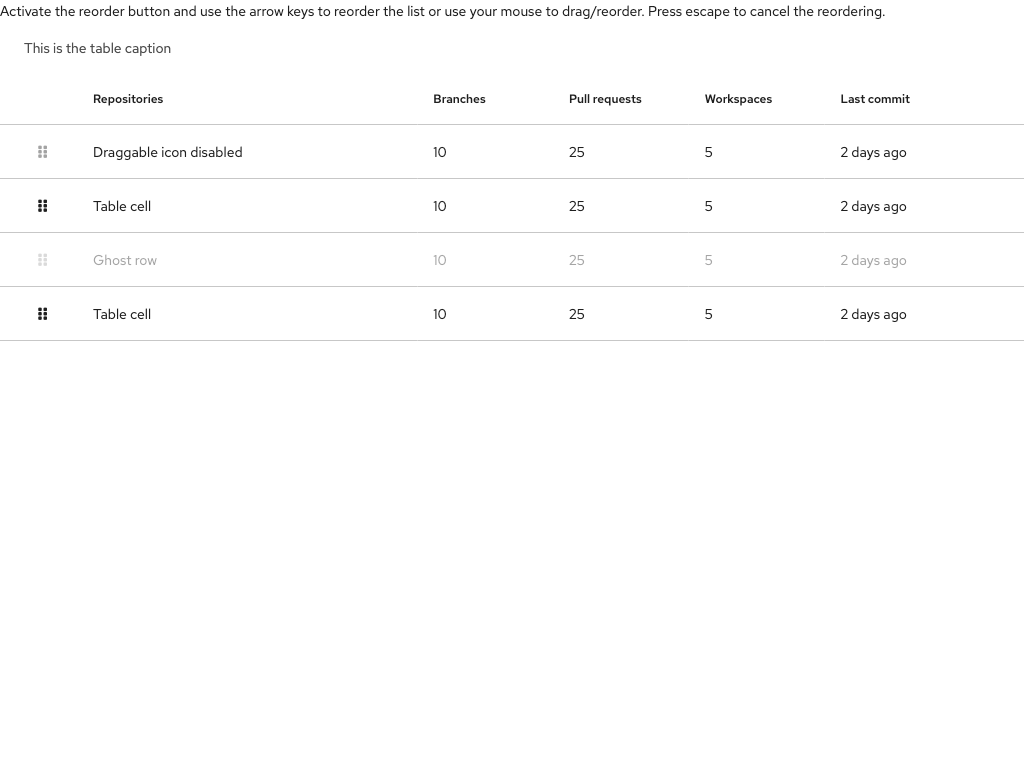 Activate the reorder button and use the arrow keys to reorder the list or use your mouse to drag/reorder. Press escape to cancel the reordering.
This is the table caption
Repositories Branches Pull requests Workspaces Last commit
Draggable icon disabled 10 25 5 2 days ago
Table cell 10 25 5 2 days ago
Ghost row 10 25 5 2 days ago
Table cell 10 25 5 2 days ago